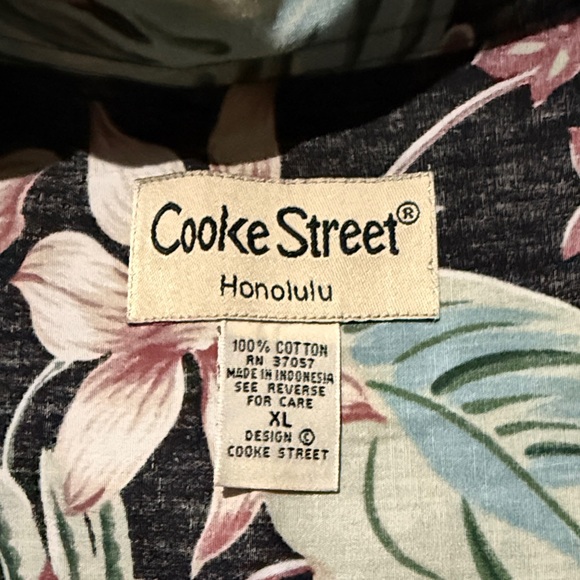 Cooke Street®
Honolulu
100% COTTON
RN 37057
MADE IN INDONESIA
SEE REVERSE
FOR CARE
XL
DESIGN ©
COOKE STREET